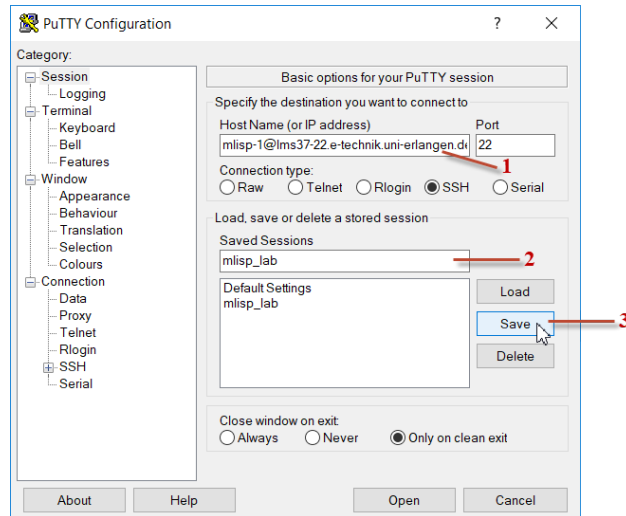 PuTTY Configuration ? ×
Category:
Session
Logging
Terminal
Keyboard
Bell
Features
Window
Appearance
Behaviour
Translation
Selection
Colours
Connection
Data
Proxy
Telnet
Rlogin
SSH
Serial
Basic options for your PuTTY session
Specify the destination you want to connect to
Host Name (or IP address) Port
mlisp-1@lms37-22.e-technik.uni-erlangen.de 22
1
Connection type:
Raw Telnet Rlogin SSH Serial
Load, save or delete a stored session
Saved Sessions
mlisp_lab 2
Default Settings
mlisp_lab
Load
Save 3
Delete
Close window on exit:
Always Never Only on clean exit
About Help Open Cancel